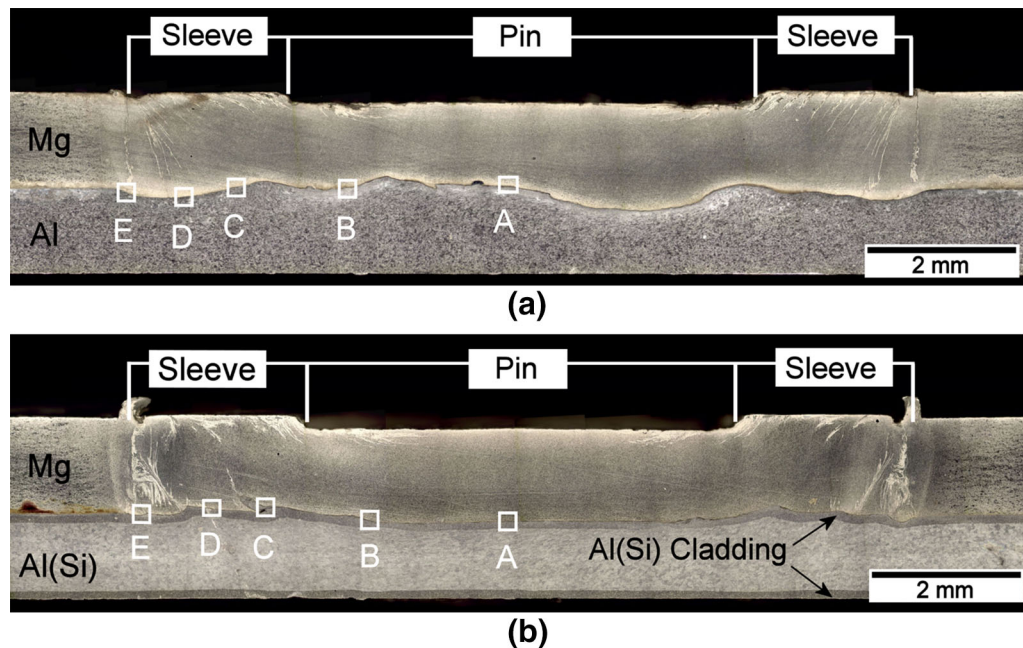 Sleeve Pin Sleeve
Mg
E D C B A
Al
2 mm
(a)
Sleeve Pin Sleeve
Mg
E D C B A
Al(Si) Al(Si) Cladding
2 mm
(b)